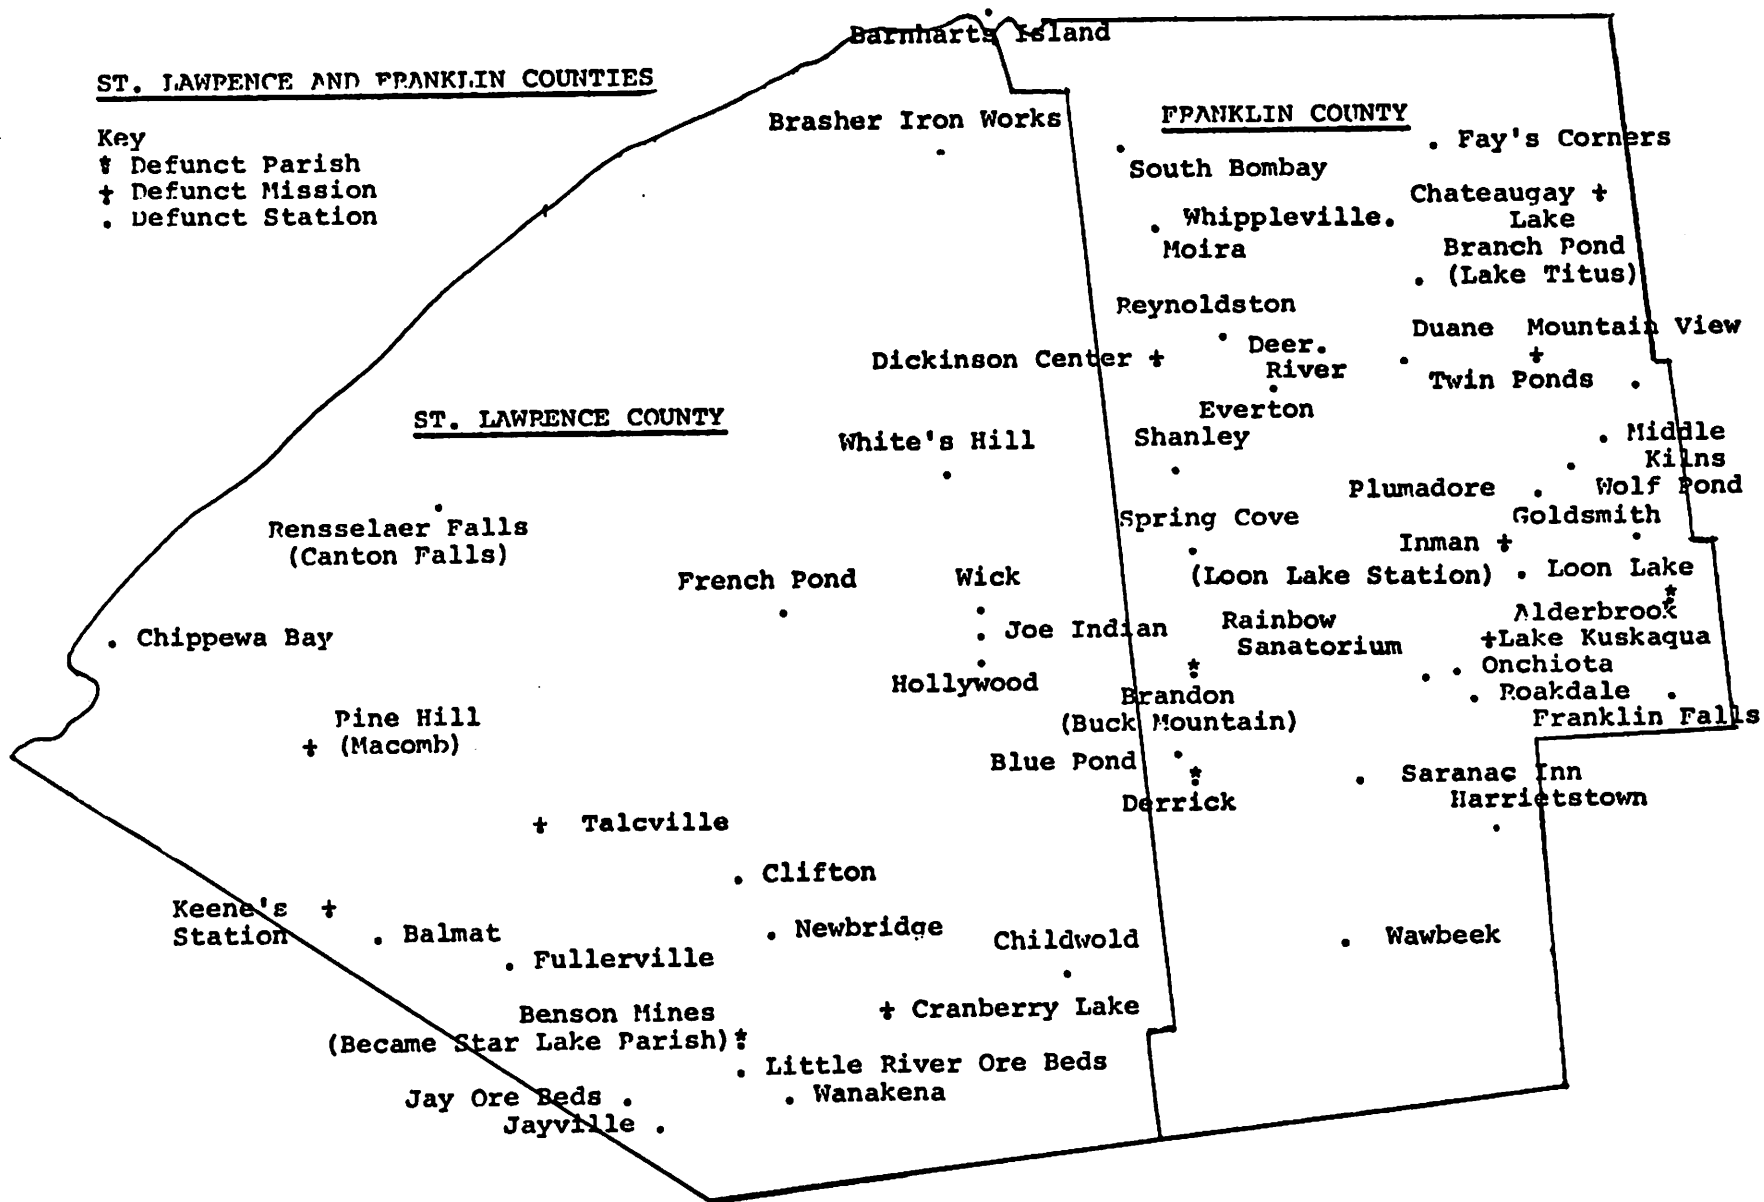 Barnharts Island
ST. LAWPENCE AND FPANKLIN COUNTIES
Key
* Defunct Parish
+ Defunct Mission
. Defunct Station
Brasher Iron Works
FPANKLIN COUNTY
. Fay's Corners
South Bombay
Chateaugay +
Lake
Whippleville.
Moira
Branch Pond
. (Lake Titus)
Reynoldston
Duane Mountain View
Deer.
River
Dickinson Center +
Twin Ponds .
Everton
ST. LAWPENCE COUNTY
White's Hill
Shanley
. Middle
Kilns
Plumadore .
Wolf Pond
Rensselaer Falls
(Canton Falls)
Spring Cove
Goldsmith
Inman +
(Loon Lake Station)
. Loon Lake
French Pond
Wick
. Joe Indian
Hollywood
. Chippewa Bay
Rainbow
Sanatorium
Alderbrook
+Lake Kuskaqua
. Onchiota
. Roakdale .
Franklin Falls
Brandon
(Buck Mountain)
Pine Hill
+ (Macomb)
Blue Pond
Derrick
. Saranac Inn
Harrietstown
+ Talcville
. Clifton
Keene's +
Station
. Balmat
. Fullerville
. Newbridge
Childwold
. Wawbeek
Benson Mines
(Became Star Lake Parish)*
+ Cranberry Lake
. Little River Ore Beds
. Wanakena
Jay Ore Beds .
Jayville .